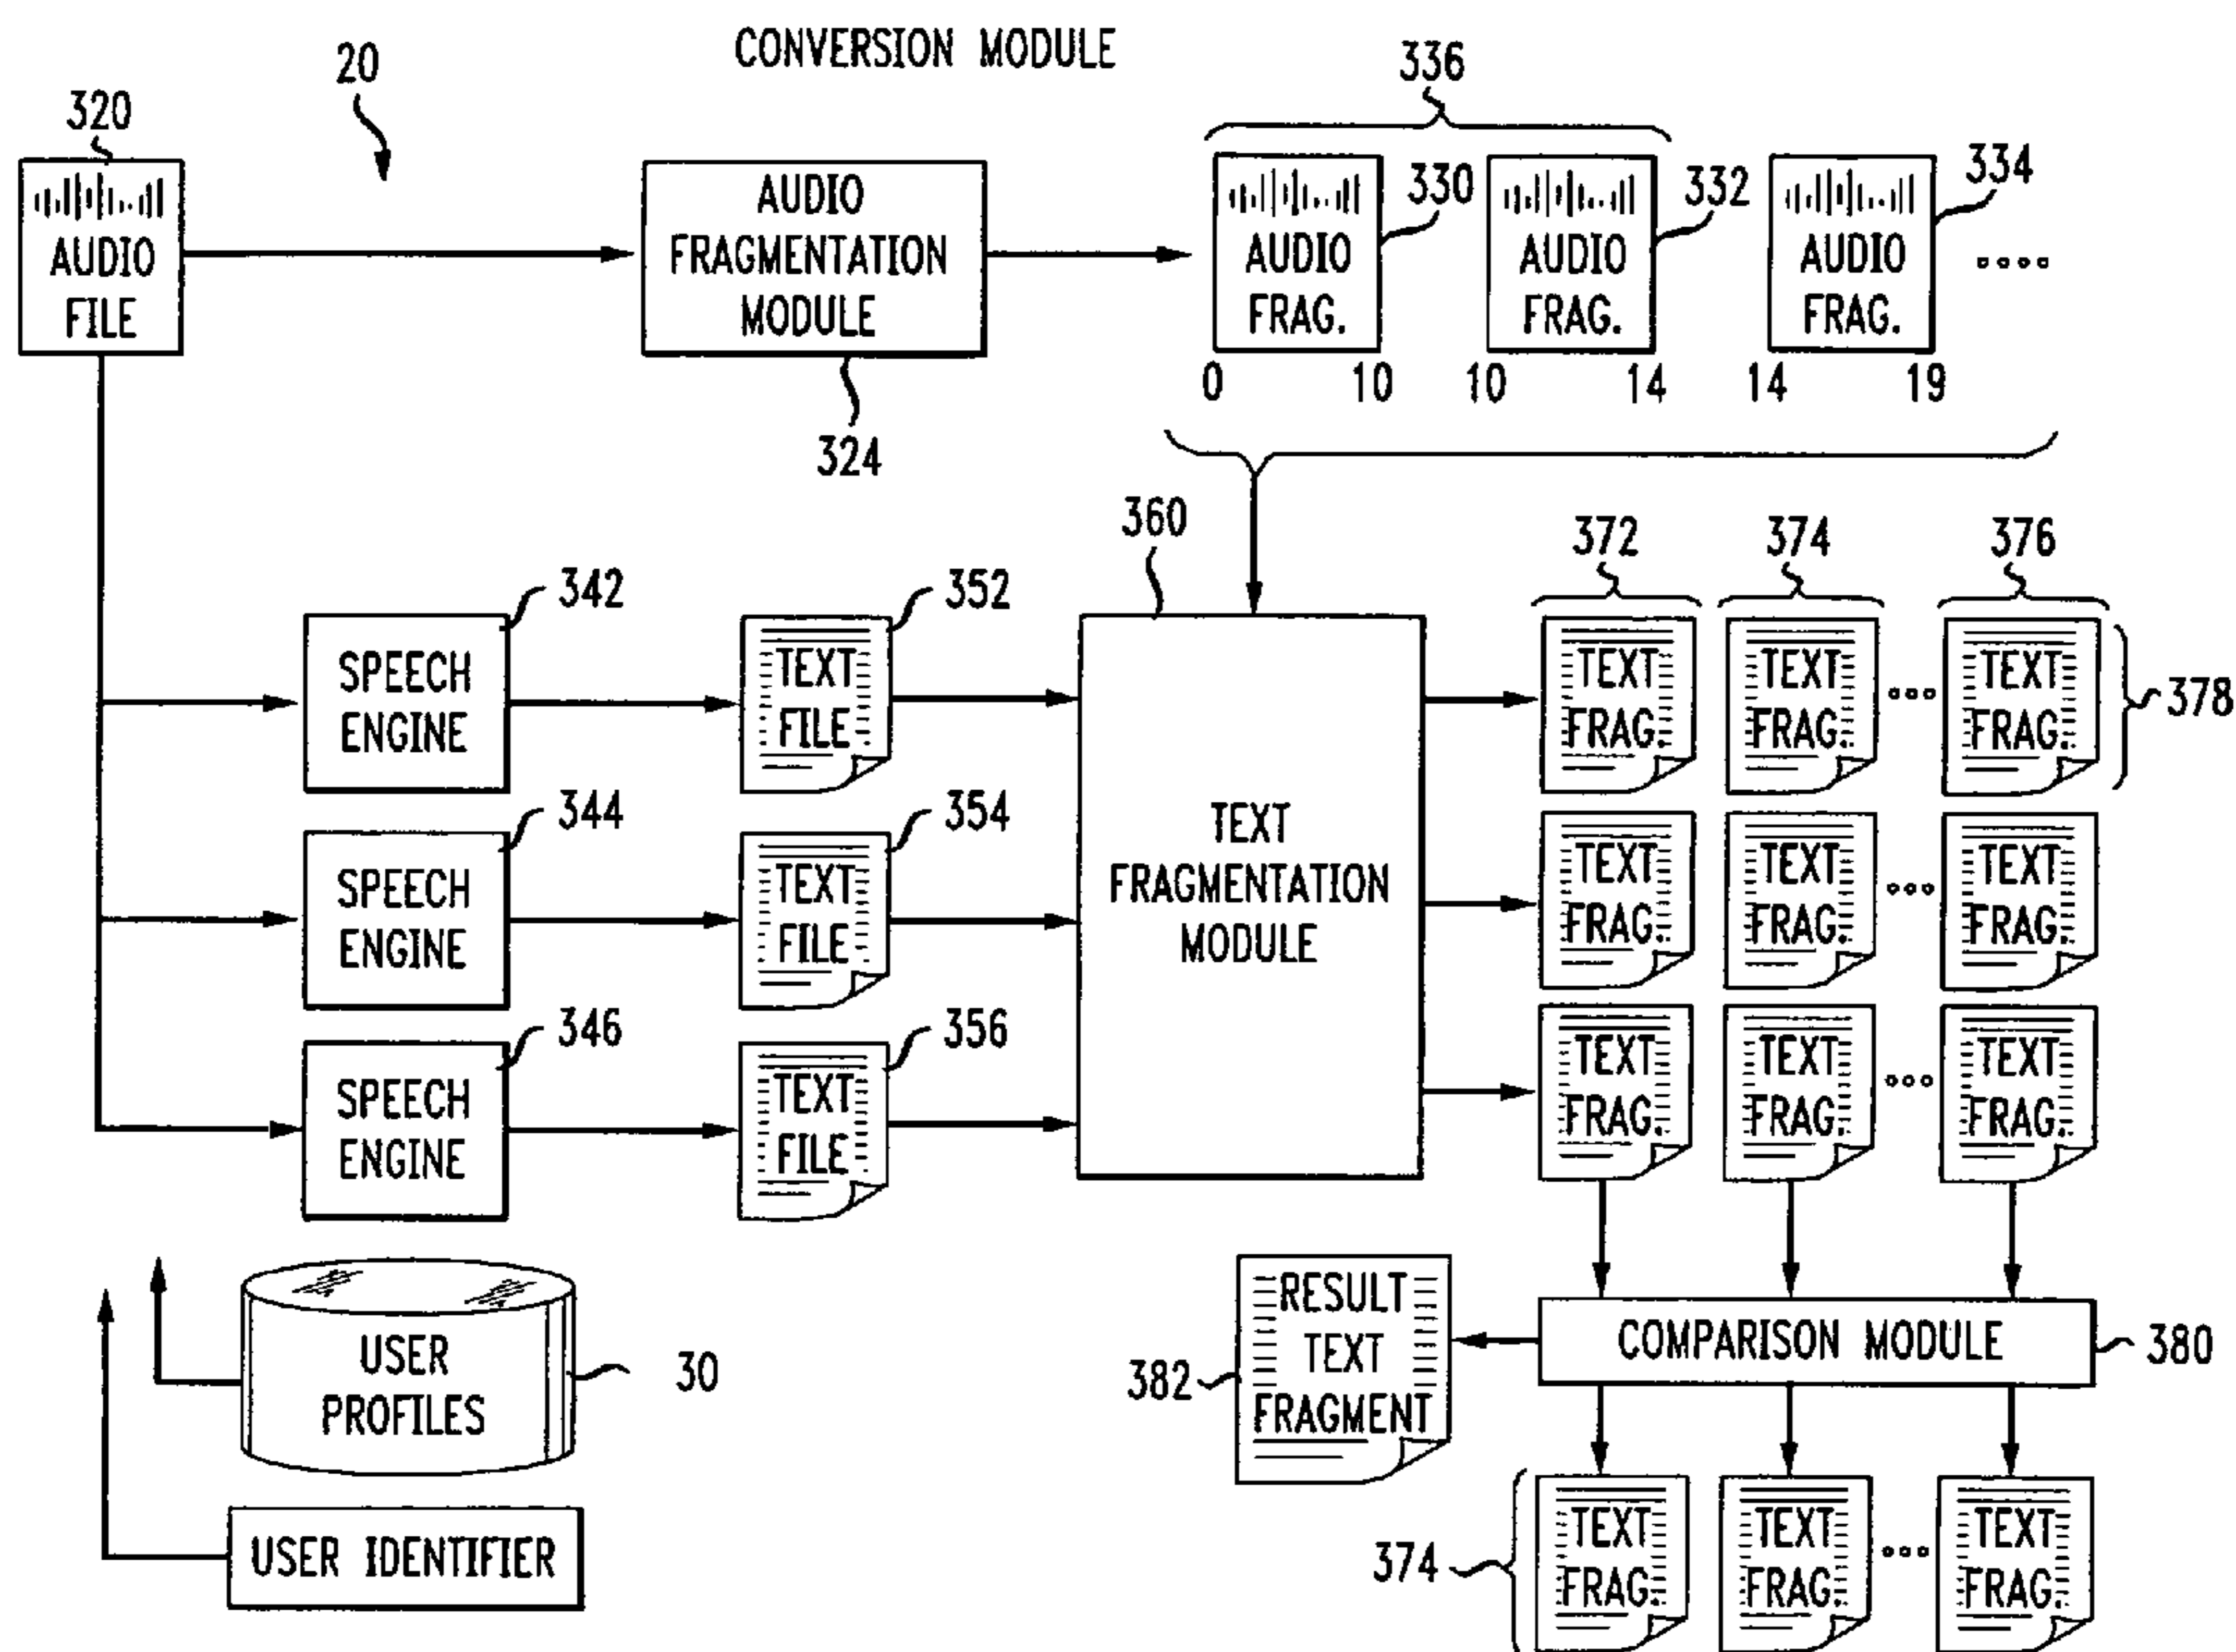 CONVERSION MODULE
20
336
320
AUDIO
FILE
AUDIO
FRAGMENTATION
MODULE
324
AUDIO
FRAG.
330
AUDIO
FRAG.
332
AUDIO
FRAG.
334
0 10 10 14 14 19
360
372 374 376
342
SPEECH
ENGINE
352
TEXT
FILE
TEXT
FRAG.
TEXT
FRAG.
TEXT
FRAG.
378
344
SPEECH
ENGINE
354
TEXT
FILE
TEXT
FRAGMENTATION
MODULE
TEXT
FRAG.
TEXT
FRAG.
TEXT
FRAG.
346
SPEECH
ENGINE
356
TEXT
FILE
TEXT
FRAG.
TEXT
FRAG.
TEXT
FRAG.
USER
PROFILES
30
USER IDENTIFIER
RESULT
TEXT
FRAGMENT
382
COMPARISON MODULE
380
374
TEXT
FRAG.
TEXT
FRAG.
TEXT
FRAG.